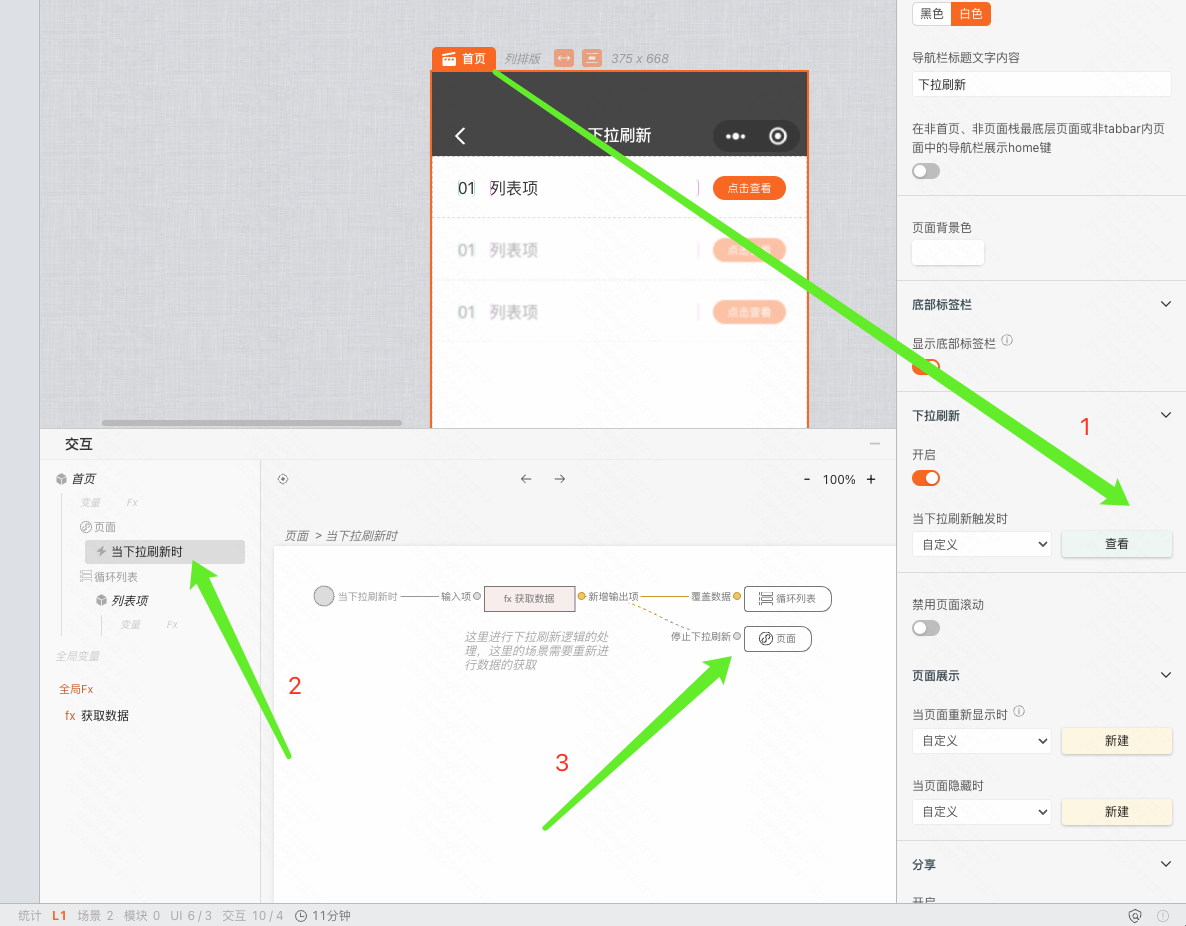 首页 列排版 375 x 668
下拉刷新
01 列表项 点击查看
01 列表项 点击查看
01 列表项 点击查看
黑色 白色
导航栏标题文字内容
下拉刷新
在非首页、非页面栈最底层页面或非tabbar内页
面中的导航栏展示home键
页面背景色
底部标签栏
显示底部标签栏
下拉刷新
1
开启
当下拉刷新触发时
自定义 查看
禁用页面滚动
页面展示
当页面重新显示时
自定义 新建
当页面隐藏时
自定义 新建
分享
开启
交互
首页
变量 Fx
页面
当下拉刷新时
循环列表
列表项
变量 Fx
全局变量
全局Fx
fx 获取数据
2
- 100% +
页面 > 当下拉刷新时
当下拉刷新时 输入项 fx 获取数据 新增输出项 覆盖数据 循环列表
停止下拉刷新 页面
这里进行下拉刷新逻辑的处
理，这里的场景需要重新进
行数据的获取
3
统计 L1 场景 2 模块 0 UI 6 / 3 交互 10 / 4 11分钟